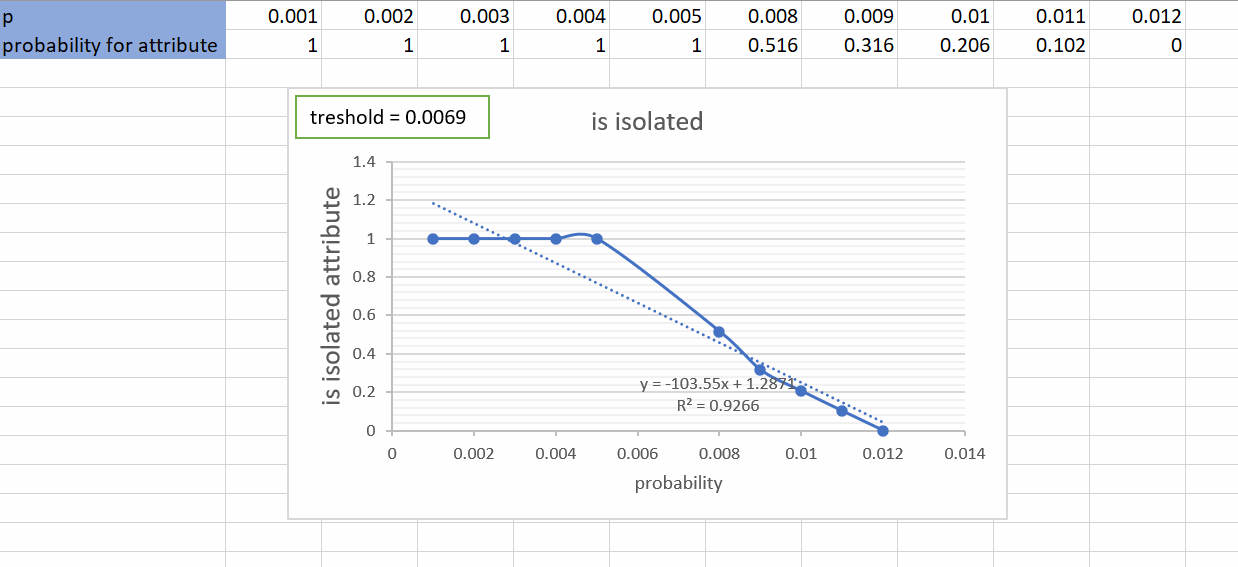 p 0.001 0.002 0.003 0.004 0.005 0.008 0.009 0.01 0.011 0.012
probability for attribute 1 1 1 1 1 0.516 0.316 0.206 0.102 0
treshold = 0.0069
is isolated
is isolated attribute
1.4
1.2
1
0.8
0.6
0.4
0.2
0
y = -103.55x + 1.2871
R² = 0.9266
0 0.002 0.004 0.006 0.008 0.01 0.012 0.014
probability